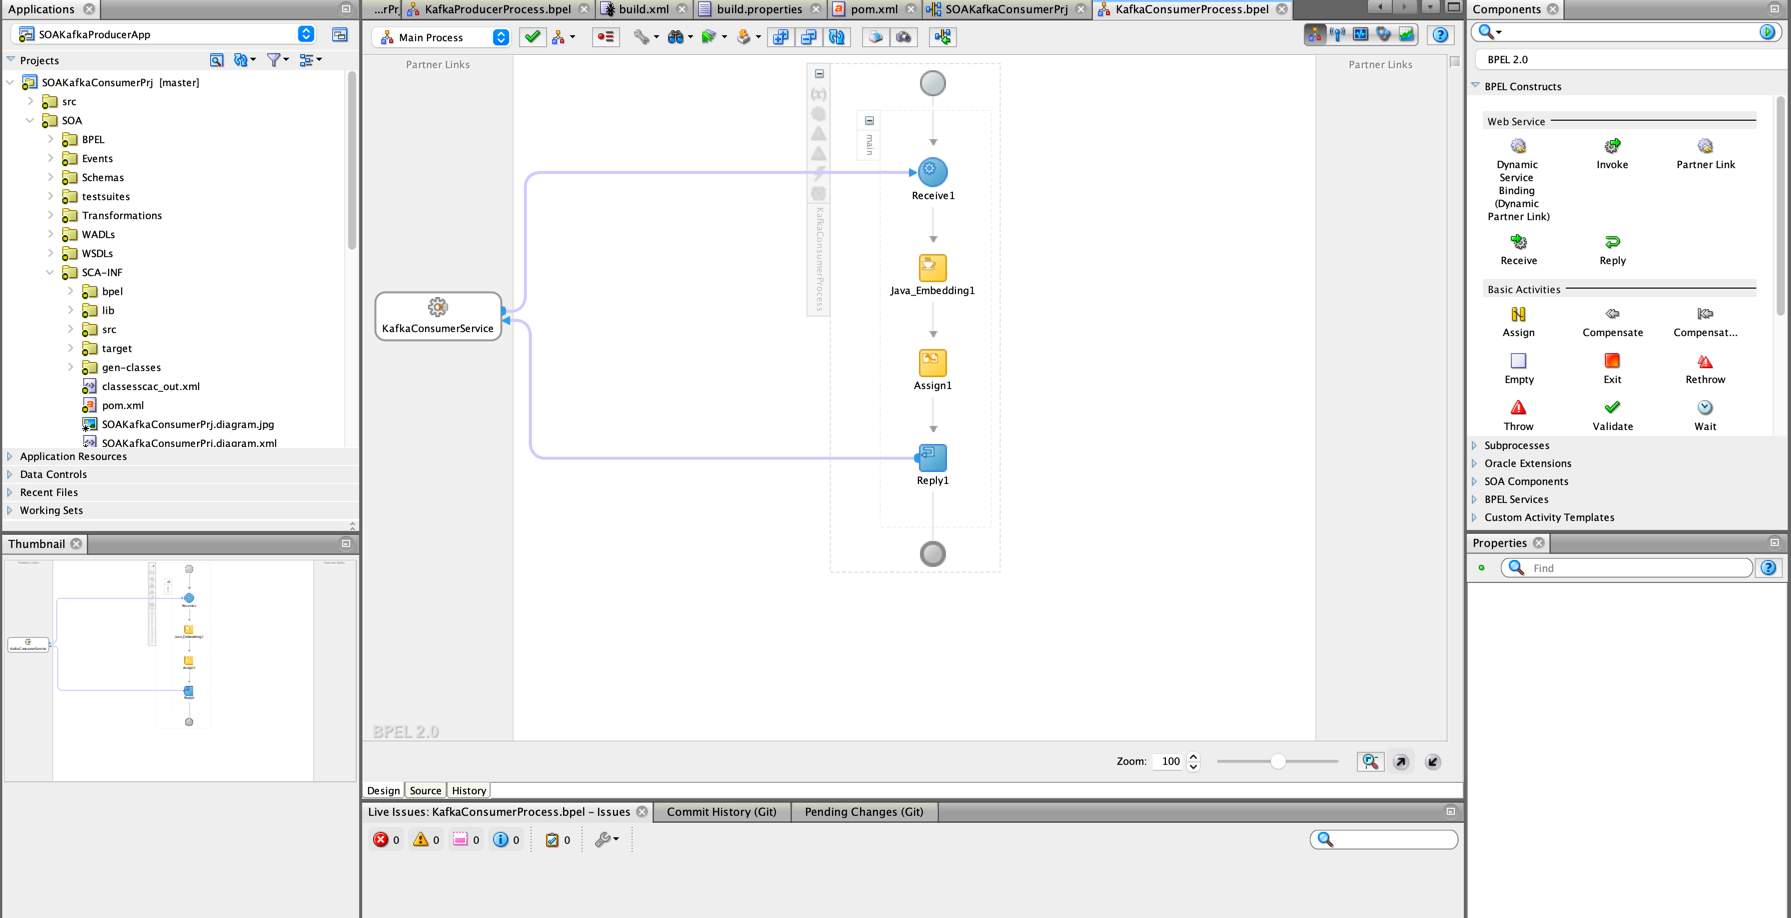 Applications
SOAKafkaProducerApp
Projects
SOAKafkaConsumerPrj [master]
src
SOA
BPEL
Events
Schemas
testsuites
Transformations
WADLs
WSDLs
SCA-INF
bpel
lib
src
target
gen-classes
classesscac_out.xml
pom.xml
SOAKafkaConsumerPrj.diagram.jpg
SOAKafkaConsumerPrj.diagram.xml
Application Resources
Data Controls
Recent Files
Working Sets
Thumbnail
...rPrj
KafkaProducerProcess.bpel
build.xml
build.properties
pom.xml
SOAKafkaConsumerPrj
KafkaConsumerProcess.bpel
Main Process
Partner Links
Partner Links
(x)
main
KafkaConsumerProcess
Receive1
Java_Embedding1
Assign1
Reply1
KafkaConsumerService
BPEL 2.0
Zoom: 100
Design Source History
Live Issues: KafkaConsumerProcess.bpel - Issues
Commit History (Git)
Pending Changes (Git)
0 0 0 0 0
Components
BPEL 2.0
BPEL Constructs
Web Service
Dynamic
Service
Binding
(Dynamic
Partner Link)
Invoke
Partner Link
Receive
Reply
Basic Activities
Assign
Compensate
Compensat...
Empty
Exit
Rethrow
Throw
Validate
Wait
Subprocesses
Oracle Extensions
SOA Components
BPEL Services
Custom Activity Templates
Properties
Find